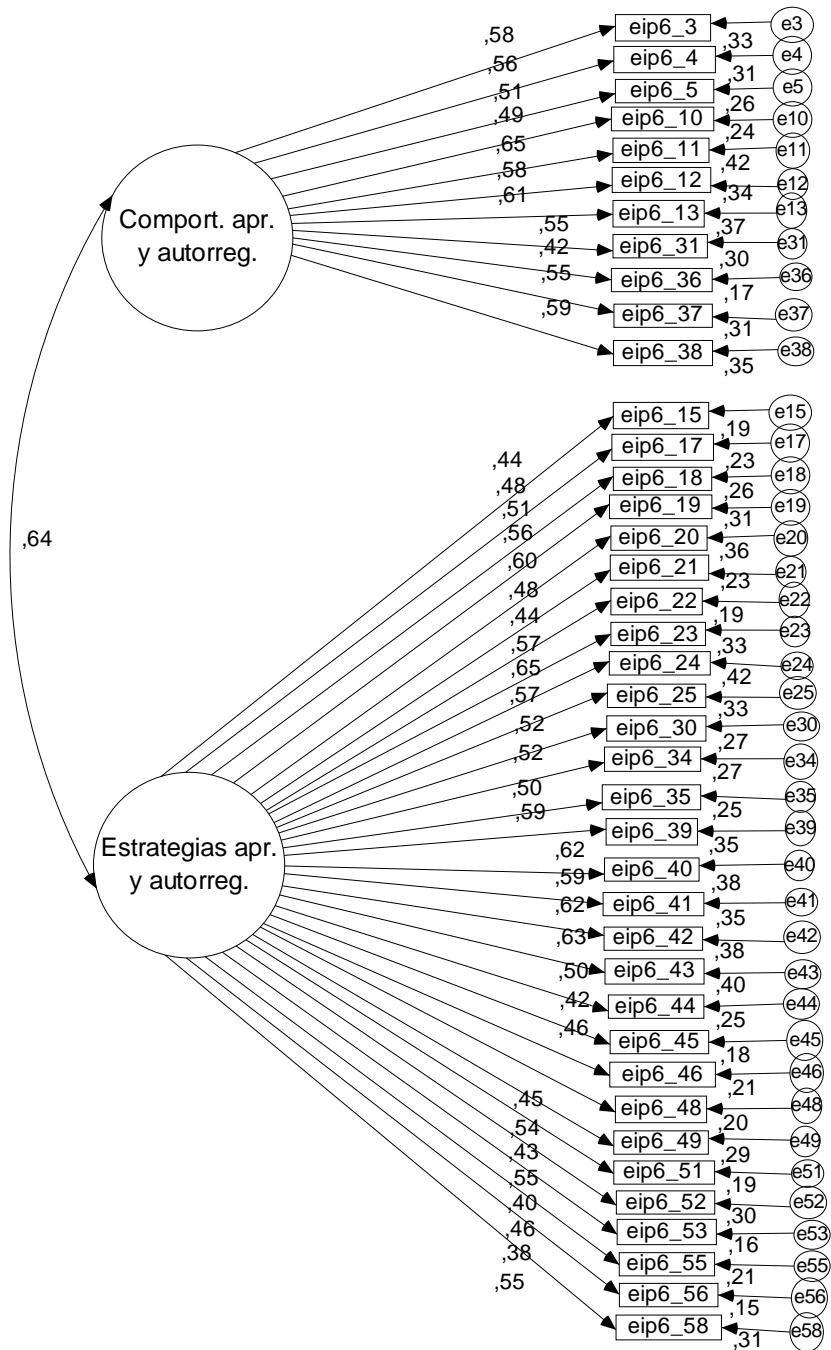 ,58
eip6_3
e3
,33
,56
eip6_4
e4
,31
,51
eip6_5
e5
,26
,49
eip6_10
e10
,24
,65
eip6_11
e11
,42
,58
eip6_12
e12
,34
,61
eip6_13
e13
,37
,55
eip6_31
e31
,30
,42
eip6_36
e36
,17
,55
eip6_37
e37
,31
,59
eip6_38
e38
,35
Comport. apr.
y autorreg.
,64
,44
eip6_15
e15
,19
,48
eip6_17
e17
,23
,51
eip6_18
e18
,26
,56
eip6_19
e19
,31
,60
eip6_20
e20
,36
,48
eip6_21
e21
,23
,44
eip6_22
e22
,19
,57
eip6_23
e23
,33
,65
eip6_24
e24
,42
,57
eip6_25
e25
,33
,52
eip6_30
e30
,27
,52
eip6_34
e34
,27
,50
eip6_35
e35
,25
,59
eip6_39
e39
,35
Estrategias apr.
y autorreg.
,62
eip6_40
e40
,38
,59
eip6_41
e41
,35
,62
eip6_42
e42
,38
,63
eip6_43
e43
,40
,50
eip6_44
e44
,25
,42
eip6_45
e45
,18
,46
eip6_46
e46
,21
,45
eip6_48
e48
,20
,54
eip6_49
e49
,29
,43
eip6_51
e51
,19
,55
eip6_52
e52
,30
,40
eip6_53
e53
,16
,46
eip6_55
e55
,21
,38
eip6_56
e56
,15
,55
eip6_58
e58
,31